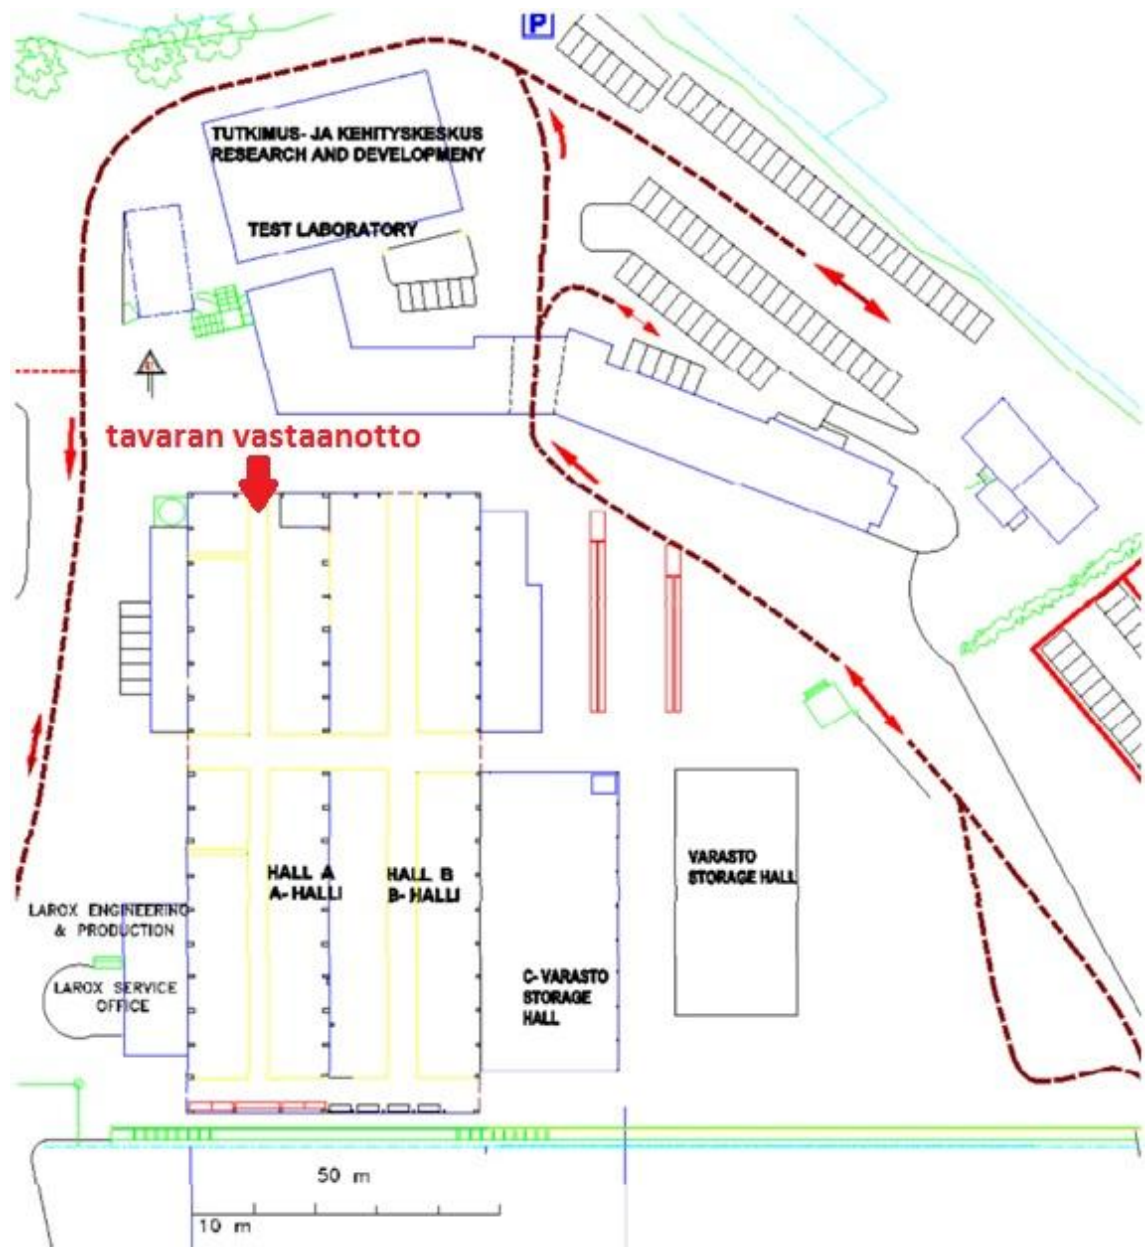 P
TUTKIMUS- JA KEHITYSKESKUS
RESEARCH AND DEVELOPMENY
TEST LABORATORY
tavaran vastaanotto
HALL A
A- HALLI
HALL B
B- HALLI
VARASTO
STORAGE HALL
LAROX ENGINEERING
& PRODUCTION
LAROX SERVICE
OFFICE
C- VARASTO
STORAGE
HALL
50 m
10 m